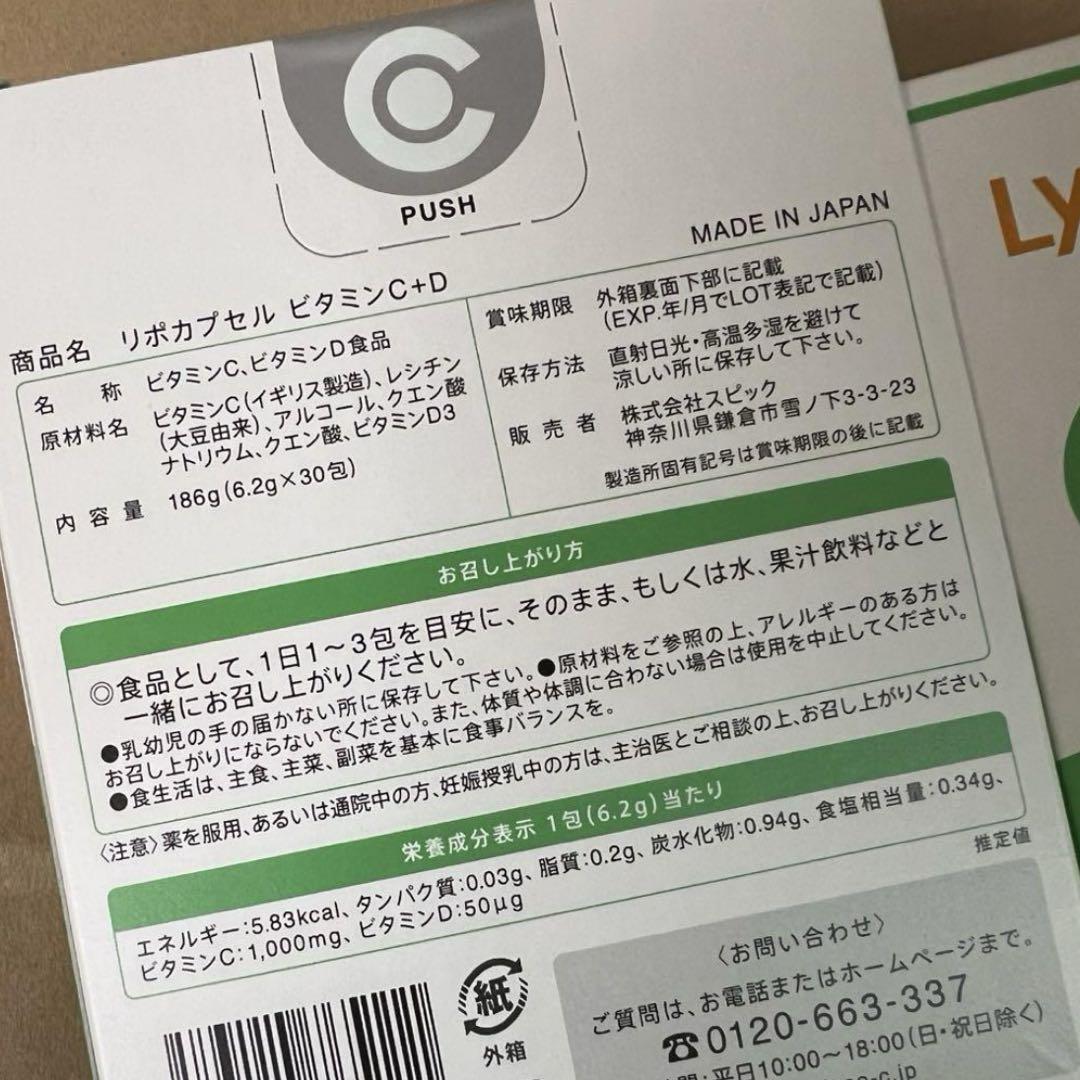 PUSH
MADE IN JAPAN
商品名 リポカプセル ビタミンC+D
名称 ビタミンC、ビタミンD食品
原材料名 ビタミンC(イギリス製造)、レシチン
(大豆由来)、アルコール、クエン酸
ナトリウム、クエン酸、ビタミンD3
内容量 186g(6.2g×30包)
賞味期限 外箱裏面下部に記載
(EXP.年/月でLOT表記で記載)
保存方法 直射日光・高温多湿を避けて
涼しい所に保存して下さい。
販売者 株式会社スピック
神奈川県鎌倉市雪ノ下3-3-23
製造所固有記号は賞味期限の後に記載
お召し上がり方
◎食品として、1日1〜3包を目安に、そのまま、もしくは水、果汁飲料などと
一緒にお召し上がりください。
●乳幼児の手の届かない所に保存して下さい。●原材料をご参照の上、アレルギーのある方は
お召し上がりにならないでください。また、体質や体調に合わない場合は使用を中止してください。
●食生活は、主食、主菜、副菜を基本に食事バランスを。
〈注意〉薬を服用、あるいは通院中の方、妊娠授乳中の方は、主治医とご相談の上、お召し上がりください。
栄養成分表示 1包(6.2g)当たり
エネルギー:5.83kcal、タンパク質:0.03g、脂質:0.2g、炭水化物:0.94g、食塩相当量:0.34g、
ビタミンC:1,000mg、ビタミンD:50μg
推定値
紙
外箱
〈お問い合わせ〉
ご質問は、お電話またはホームページまで。
☎0120-663-337
間:平日10:00〜18:00(日・祝日除く)
c.jp
Ly